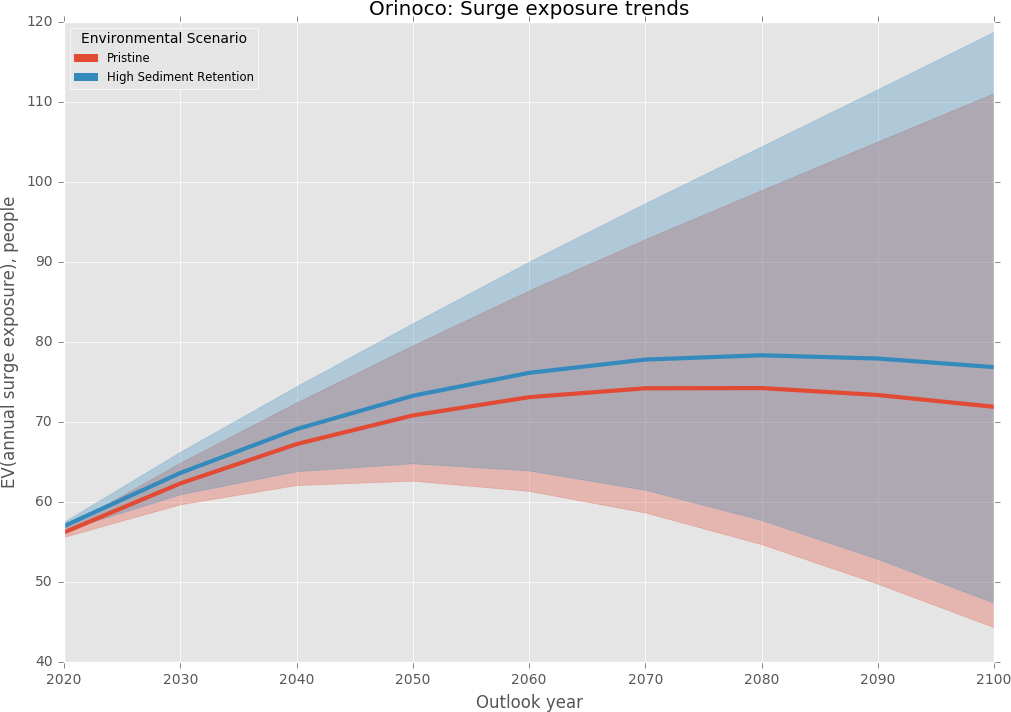 Orinoco: Surge exposure trends
Environmental Scenario
Pristine
High Sediment Retention
EV(annual surge exposure), people
120
110
100
90
80
70
60
50
40
2020 2030 2040 2050 2060 2070 2080 2090 2100
Outlook year